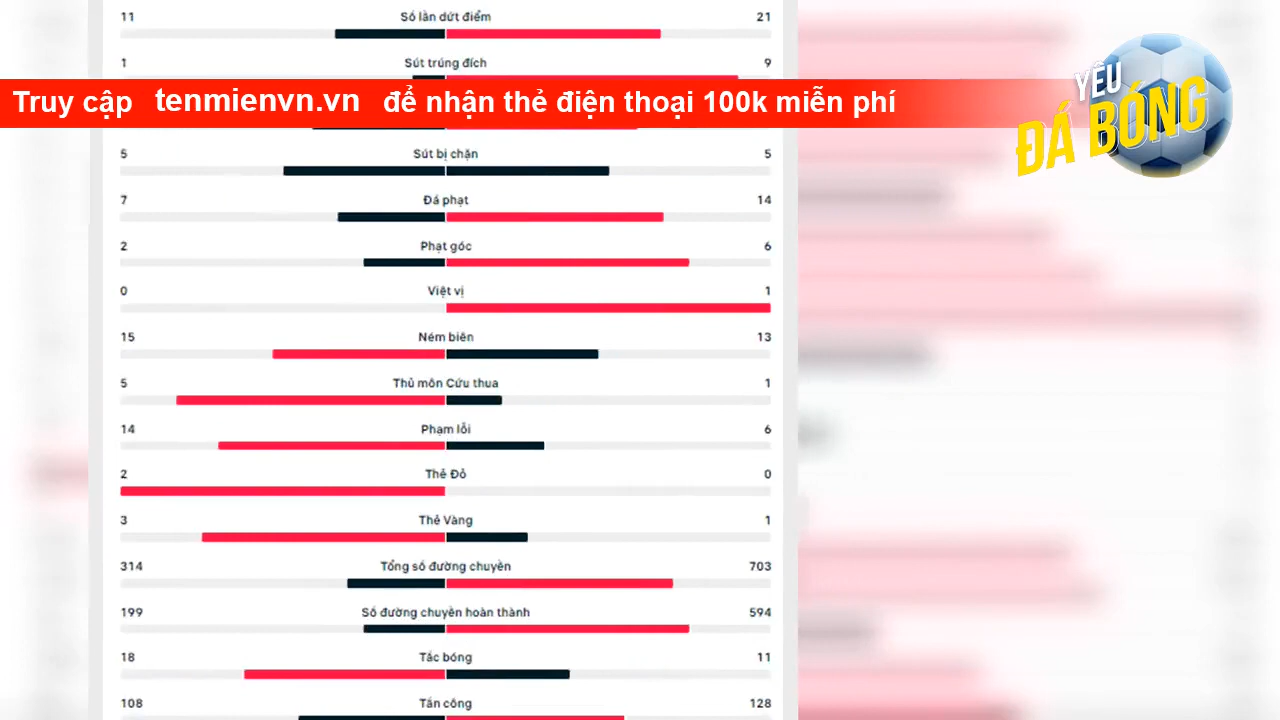 11 Số lần dứt điểm 21
1 Sút trúng đích 9
Truy cập tenmienvn.vn để nhận thẻ điện thoại 100k miễn phí
YÊU
ĐÁ BÓNG
5 Sút bị chặn 5
7 Đá phạt 14
2 Phạt góc 6
0 Việt vị 1
15 Ném biên 13
5 Thủ môn Cứu thua 1
14 Phạm lỗi 6
2 Thẻ Đỏ 0
3 Thẻ Vàng 1
314 Tổng số đường chuyền 703
199 Số đường chuyền hoàn thành 594
18 Tắc bóng 11
108 Tấn công 128